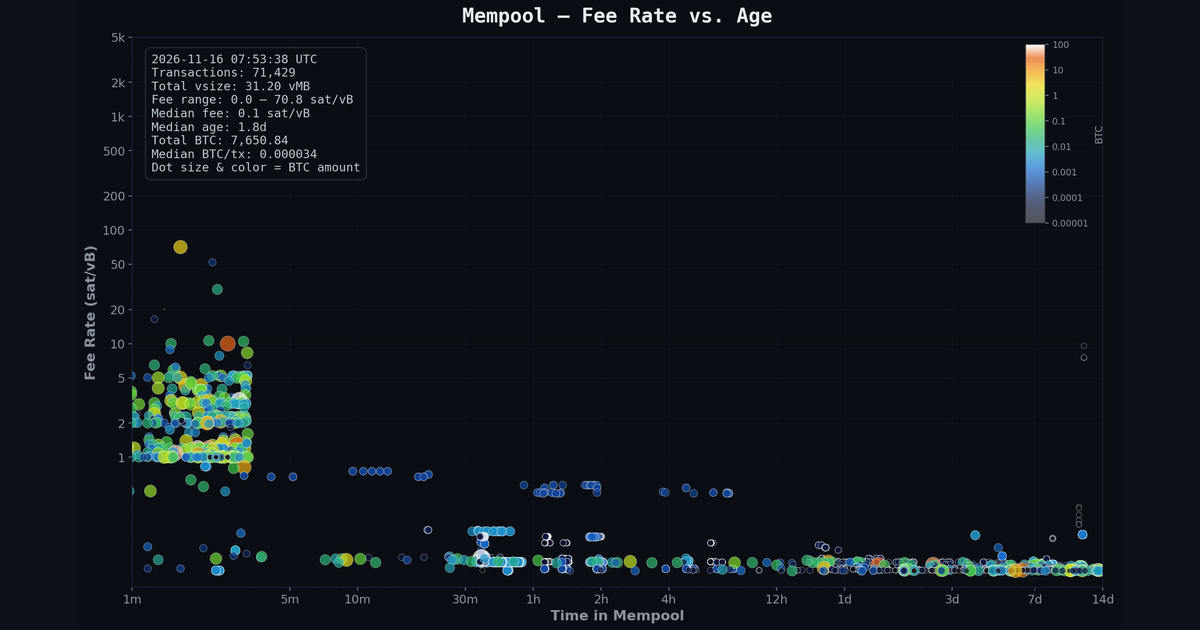 Mempool — Fee Rate vs. Age
2026-11-16 07:53:38 UTC
Transactions: 71,429
Total vsize: 31.20 vMB
Fee range: 0.0 – 70.8 sat/vB
Median fee: 0.1 sat/vB
Median age: 1.8d
Total BTC: 7,650.84
Median BTC/tx: 0.000034
Dot size & color = BTC amount
5k
2k
1k
500
200
100
50
20
10
5
2
1
Fee Rate (sat/vB)
100
10
1
0.1
0.01
0.001
0.0001
0.00001
BTC
1m
5m
10m
30m
1h
2h
4h
12h
1d
3d
7d
14d
Time in Mempool